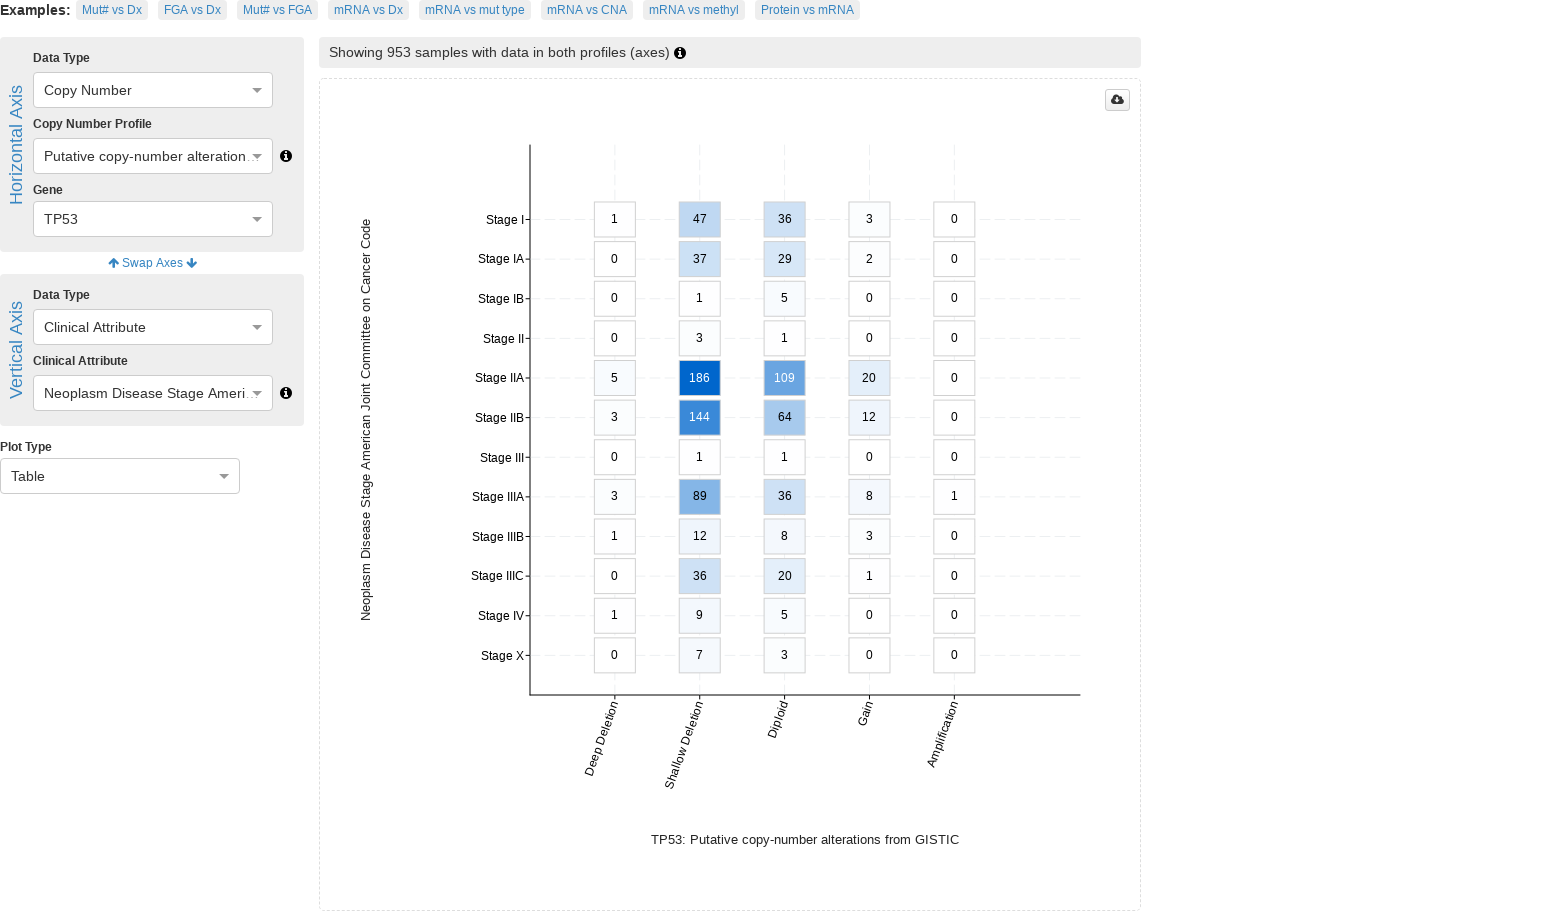 Examples: Mut# vs Dx FGA vs Dx Mut# vs FGA mRNA vs Dx mRNA vs mut type mRNA vs CNA mRNA vs methyl Protein vs mRNA
Horizontal Axis
Data Type
Copy Number
Copy Number Profile
Putative copy-number alteration...
Gene
TP53
Swap Axes
Vertical Axis
Data Type
Clinical Attribute
Clinical Attribute
Neoplasm Disease Stage Ameri...
Plot Type
Table
Showing 953 samples with data in both profiles (axes)
Neoplasm Disease Stage American Joint Committee on Cancer Code
Stage I 1 47 36 3 0
Stage IA 0 37 29 2 0
Stage IB 0 1 5 0 0
Stage II 0 3 1 0 0
Stage IIA 5 186 109 20 0
Stage IIB 3 144 64 12 0
Stage III 0 1 1 0 0
Stage IIIA 3 89 36 8 1
Stage IIIB 1 12 8 3 0
Stage IIIC 0 36 20 1 0
Stage IV 1 9 5 0 0
Stage X 0 7 3 0 0
Deep Deletion
Shallow Deletion
Diploid
Gain
Amplification
TP53: Putative copy-number alterations from GISTIC